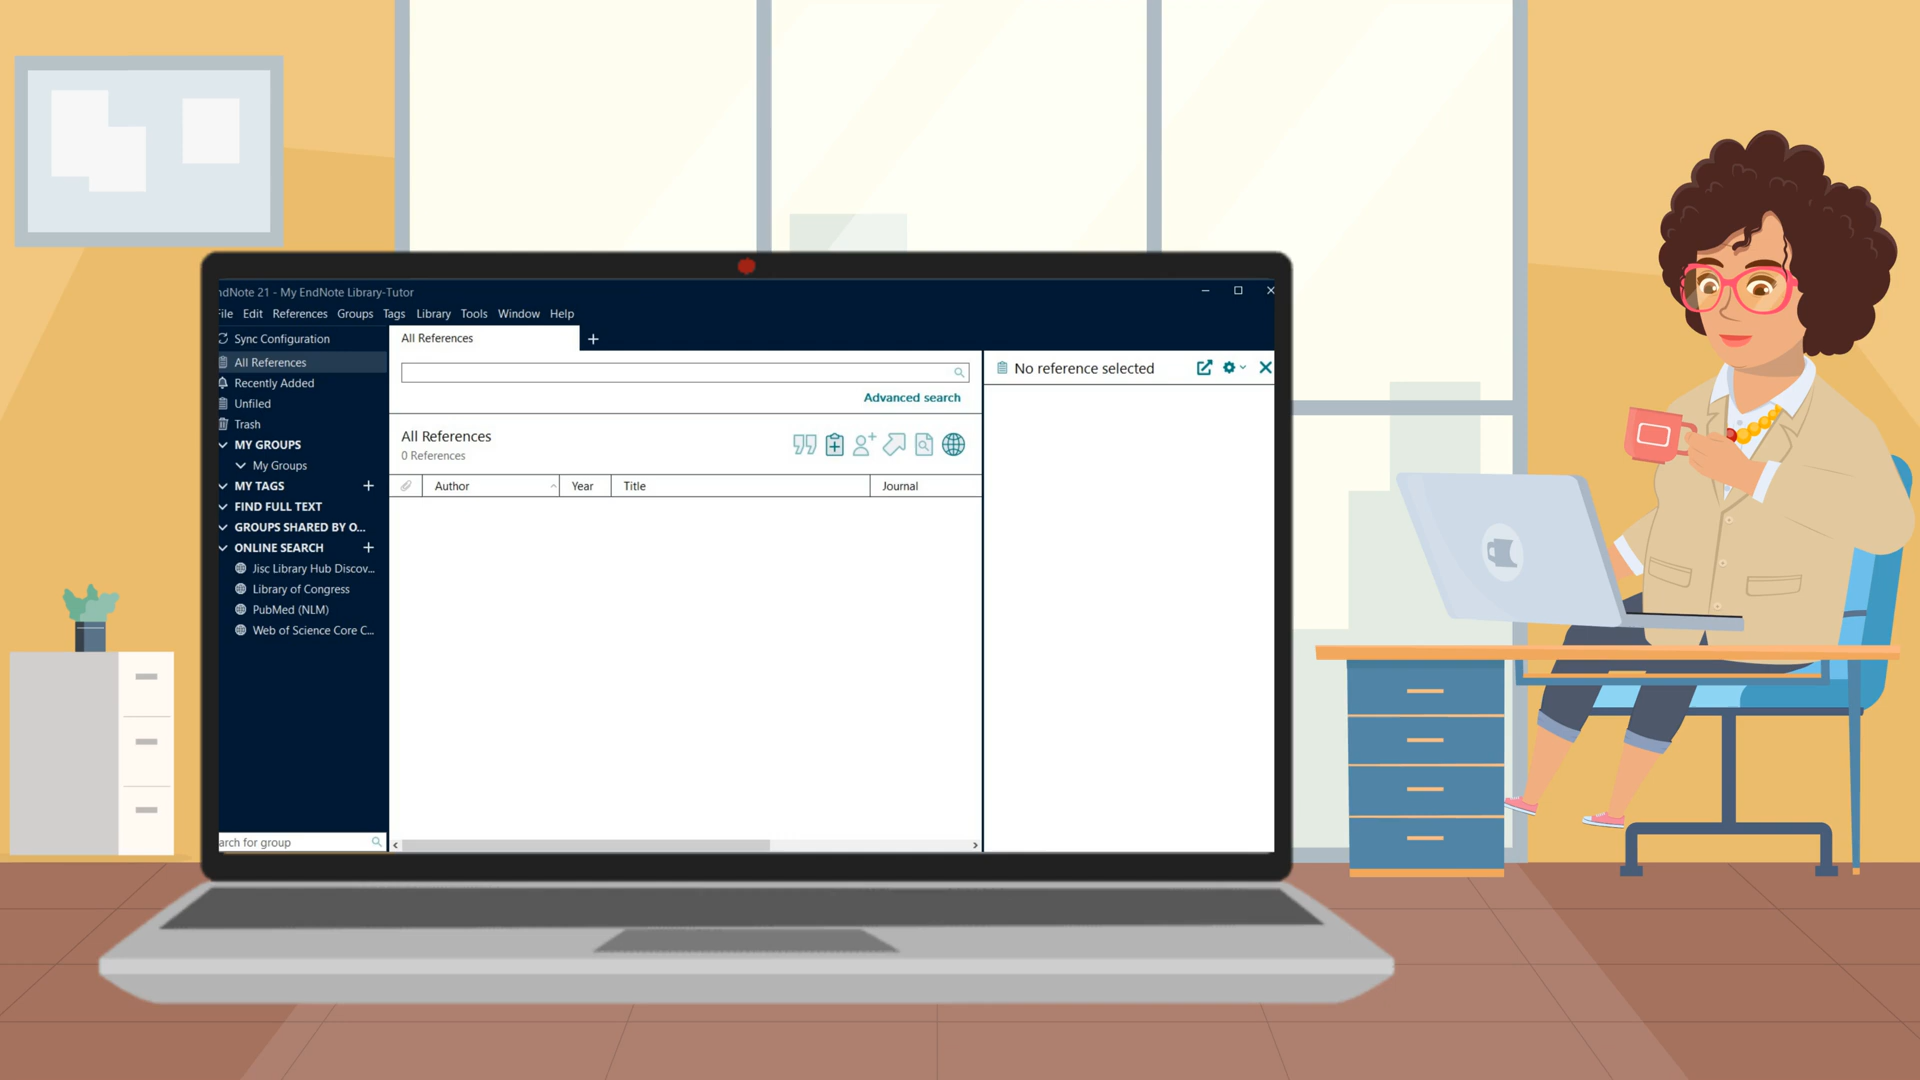 ndNote 21 - My EndNote Library-Tutor
File Edit References Groups Tags Library Tools Window Help
Sync Configuration
All References
Recently Added
Unfiled
Trash
MY GROUPS
My Groups
MY TAGS +
FIND FULL TEXT
GROUPS SHARED BY O...
ONLINE SEARCH +
Jisc Library Hub Discov...
Library of Congress
PubMed (NLM)
Web of Science Core C...
arch for group
All References +
Advanced search
All References
0 References
Author Year Title Journal
No reference selected